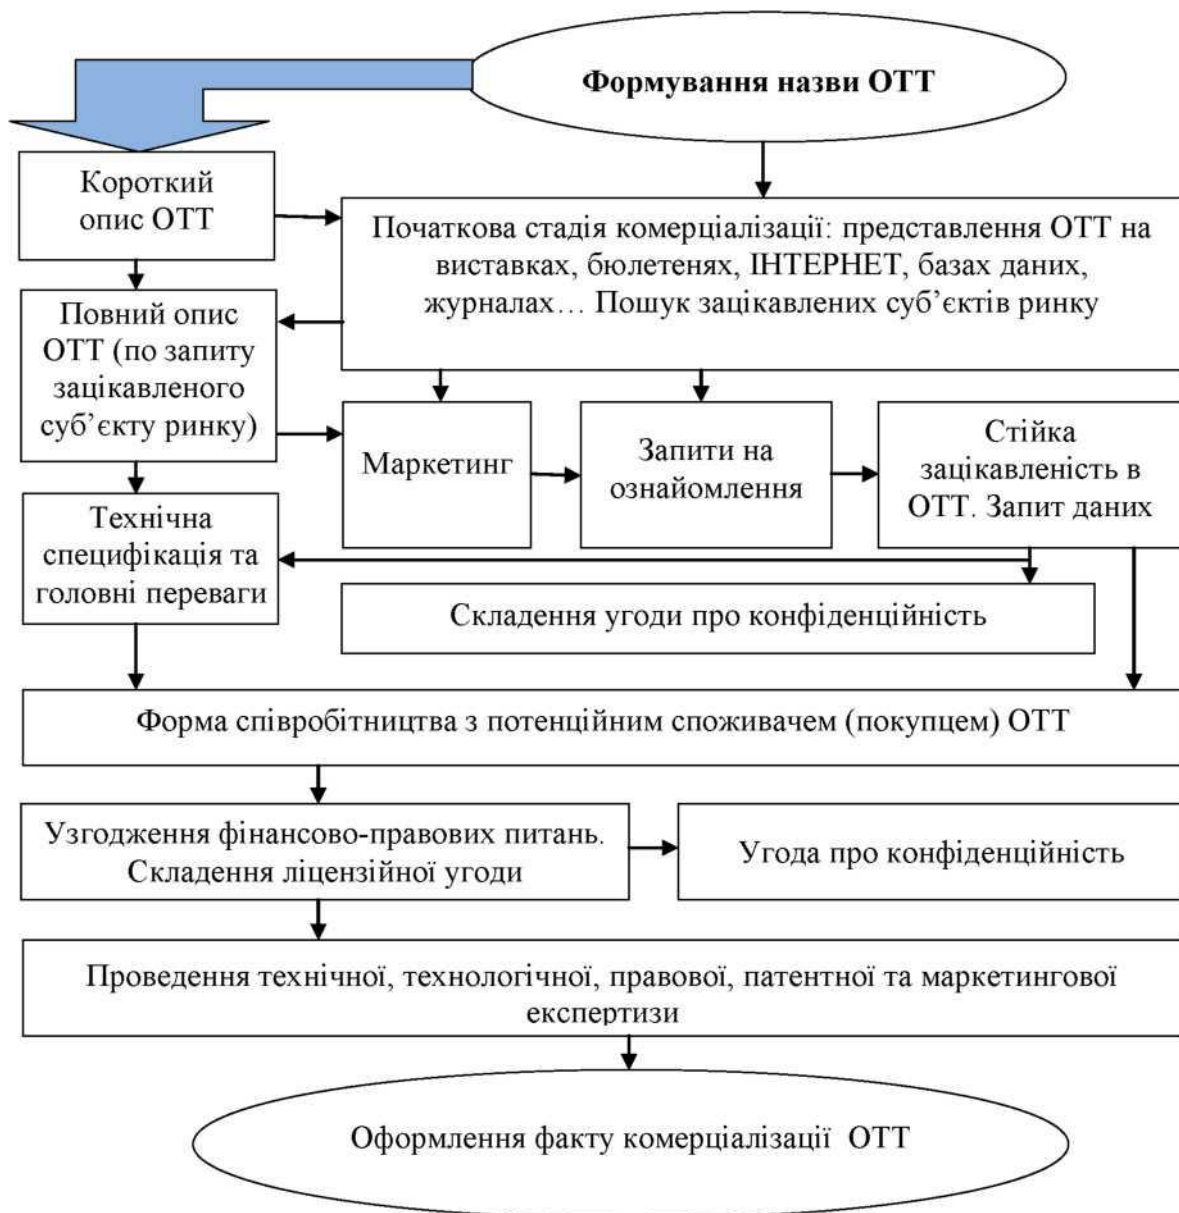 Формування назви ОТТ
Короткий
опис ОТТ
Початкова стадія комерціалізації: представлення ОТТ на
виставках, бюлетенях, ІНТЕРНЕТ, базах даних,
журналах… Пошук зацікавлених суб’єктів ринку
Повний опис
ОТТ (по запиту
зацікавленого
суб’єкту ринку)
Маркетинг
Запити на
ознайомлення
Стійка
зацікавленість в
ОТТ. Запит даних
Технічна
специфікація та
головні переваги
Складення угоди про конфіденційність
Форма співробітництва з потенційним споживачем (покупцем) ОТТ
Узгодження фінансово-правових питань.
Складення ліцензійної угоди
Угода про конфіденційність
Проведення технічної, технологічної, правової, патентної та маркетингової
експертизи
Оформлення факту комерціалізації ОТТ